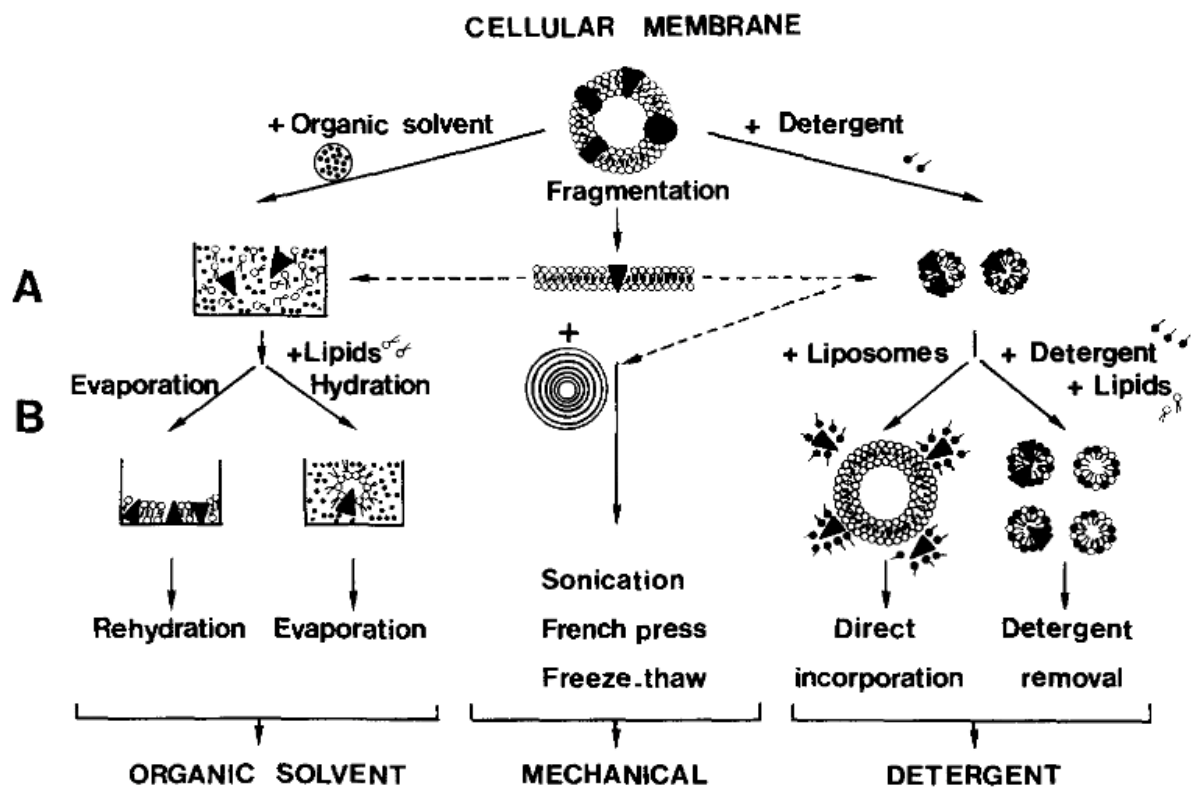 CELLULAR MEMBRANE
+ Organic solvent
+ Detergent
Fragmentation
A
+
+Lipids
Evaporation
Hydration
+ Liposomes
+ Detergent
+ Lipids
B
Rehydration
Evaporation
Sonication
French press
Freeze-thaw
Direct
incorporation
Detergent
removal
ORGANIC SOLVENT
MECHANICAL
DETERGENT